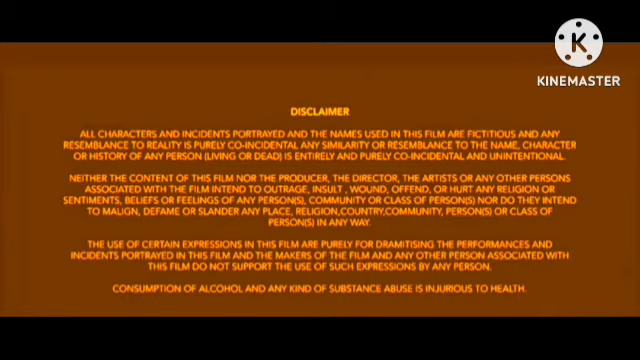 KINEMASTER
DISCLAIMER
ALL CHARACTERS AND INCIDENTS PORTRAYED AND THE NAMES USED IN THIS FILM ARE FICTITIOUS AND ANY
RESEMBLANCE TO REALITY IS PURELY CO-INCIDENTAL ANY SIMILARITY OR RESEMBLANCE TO THE NAME, CHARACTER
OR HISTORY OF ANY PERSON (LIVING OR DEAD) IS ENTIRELY AND PURELY CO-INCIDENTAL AND UNINTENTIONAL.
NEITHER THE CONTENT OF THIS FILM NOR THE PRODUCER, THE DIRECTOR, THE ARTISTS OR ANY OTHER PERSONS
ASSOCIATED WITH THE FILM INTEND TO OUTRAGE, INSULT , WOUND, OFFEND, OR HURT ANY RELIGION OR
SENTIMENTS, BELIEFS OR FEELINGS OF ANY PERSON(S), COMMUNITY OR CLASS OF PERSON(S) NOR DO THEY INTEND
TO MALIGN, DEFAME OR SLANDER ANY PLACE, RELIGION,COUNTRY,COMMUNITY, PERSON(S) OR CLASS OF
PERSON(S) IN ANY WAY.
THE USE OF CERTAIN EXPRESSIONS IN THIS FILM ARE PURELY FOR DRAMITISING THE PERFORMANCES AND
INCIDENTS PORTRAYED IN THIS FILM AND THE MAKERS OF THE FILM AND ANY OTHER PERSON ASSOCIATED WITH
THIS FILM DO NOT SUPPORT THE USE OF SUCH EXPRESSIONS BY ANY PERSON.
CONSUMPTION OF ALCOHOL AND ANY KIND OF SUBSTANCE ABUSE IS INJURIOUS TO HEALTH.